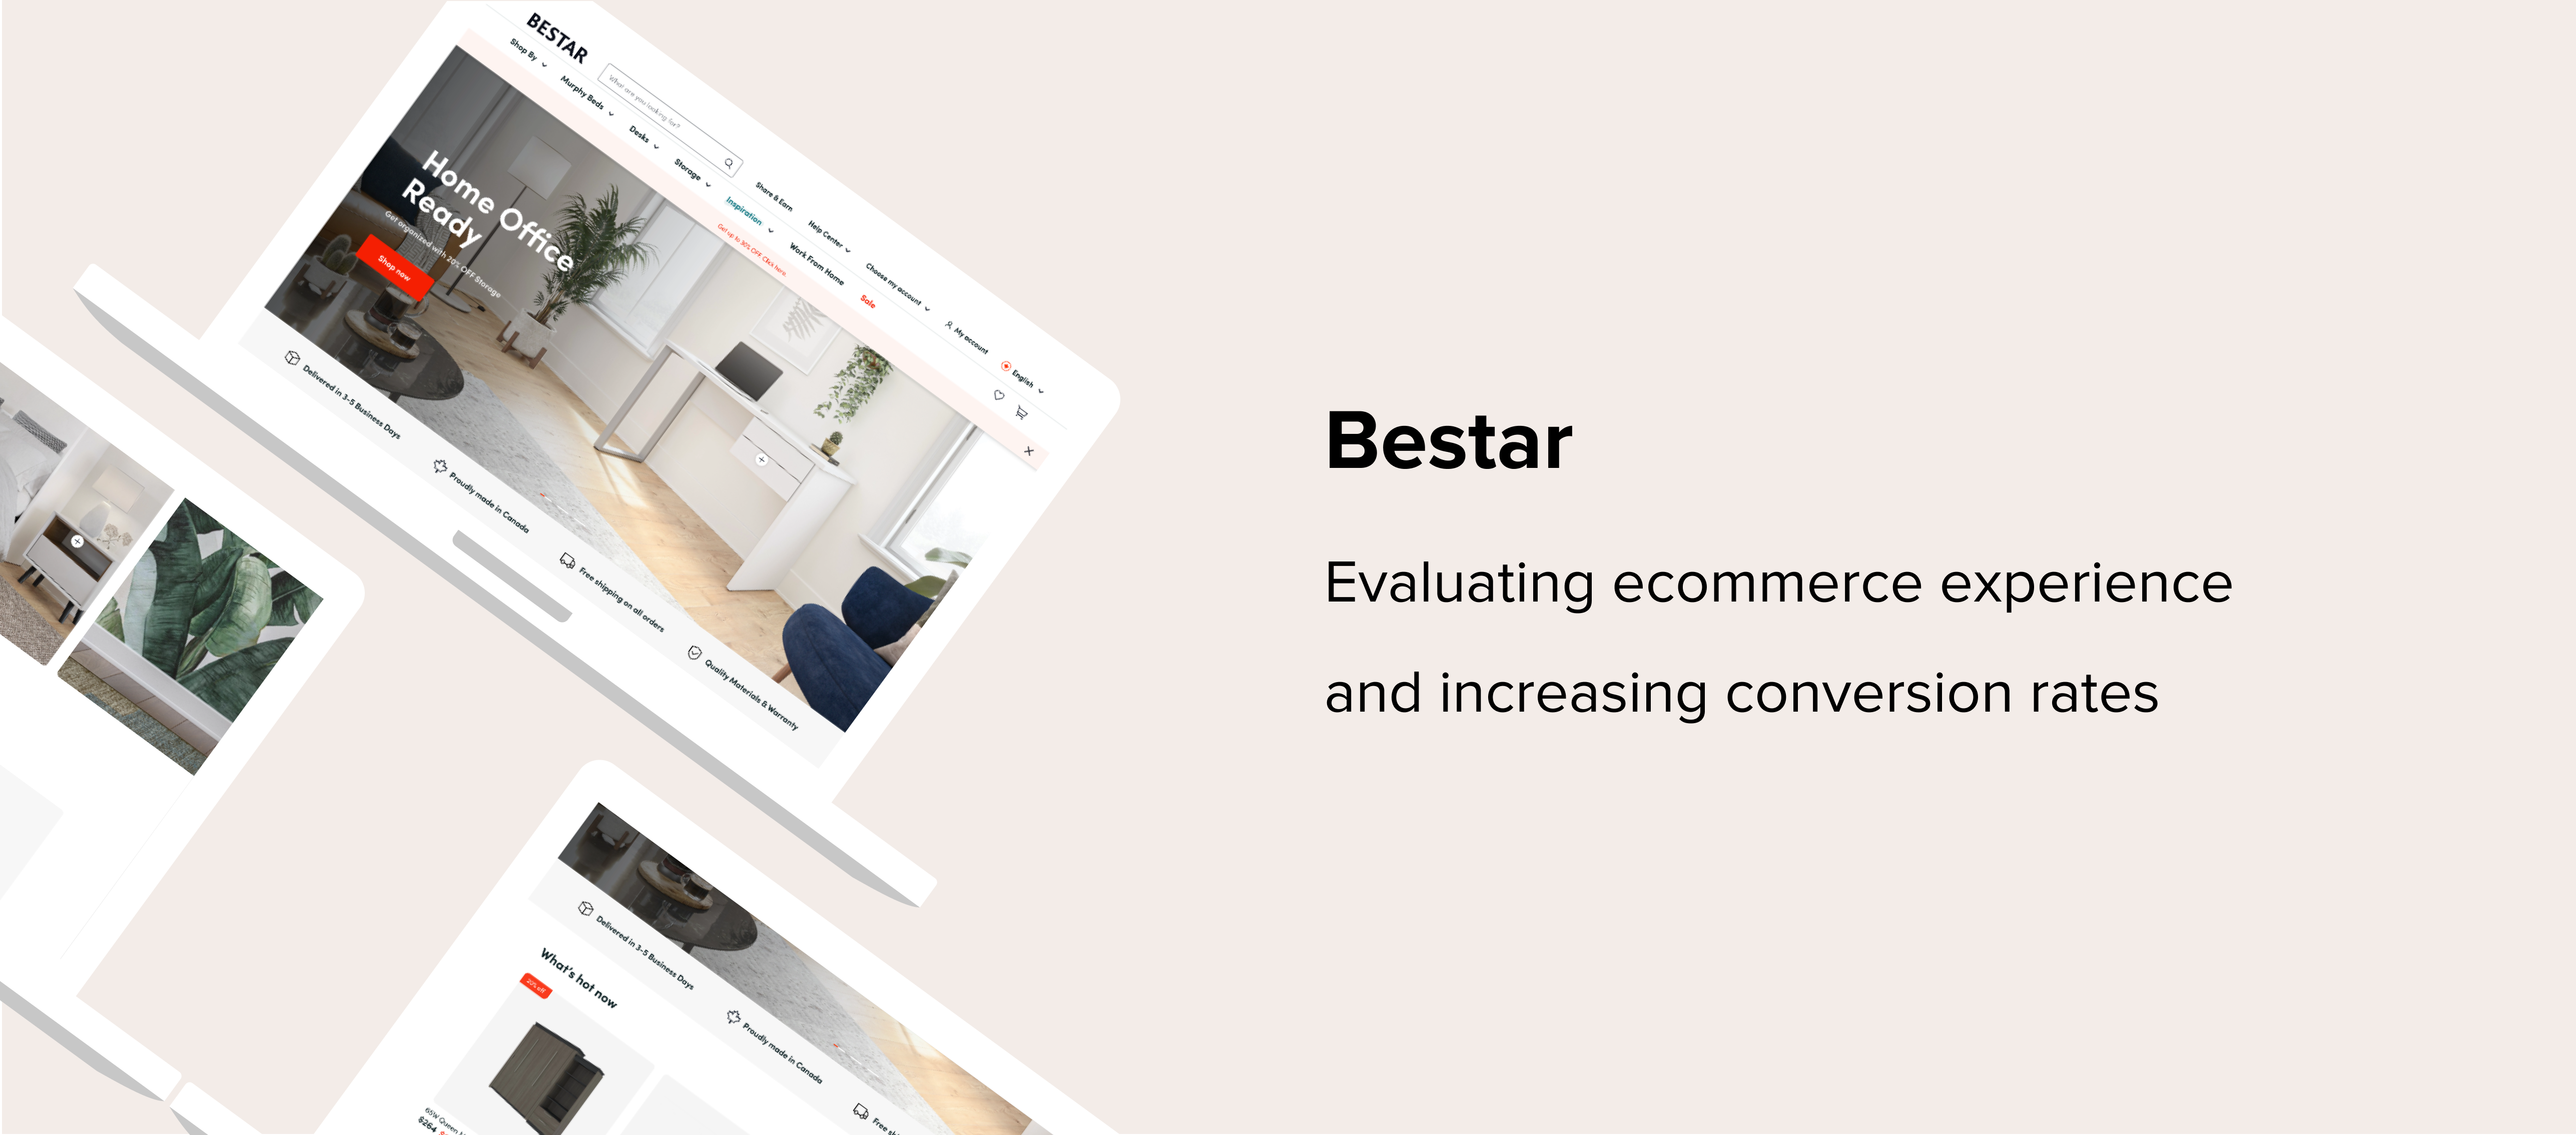 BESTAR
What are you looking for?
Share & Earn
Help Center
Choose my account
My account
English
Shop By
Murphy Beds
Desks
Storage
Inspiration
Work From Home
Sale
Get up to 30% OFF. Click here.
Home Office
Ready
Get organized with 20% OFF Storage
Shop now
Delivered in 3-5 Business Days
Proudly made in Canada
Free shipping on all orders
Quality Materials & Warranty
Bestar
Evaluating ecommerce experience
and increasing conversion rates
Delivered in 3-5 Business Days
Proudly made in Canada
Free
What's hot now
20% off
65W Queen